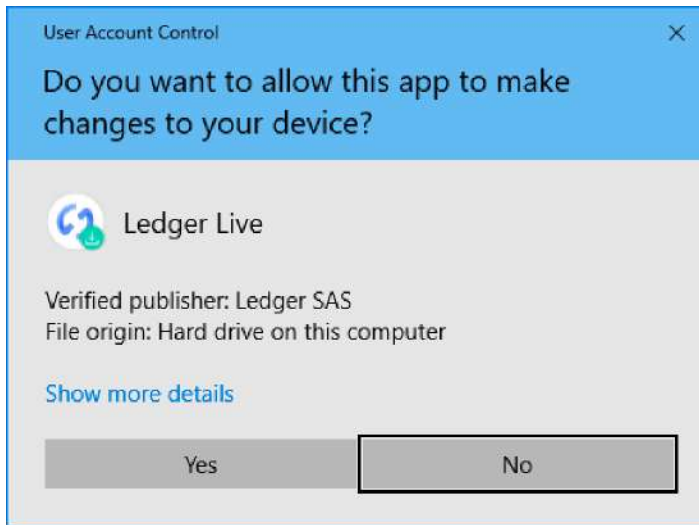 User Account Control
Do you want to allow this app to make
changes to your device?
Ledger Live
Verified publisher: Ledger SAS
File origin: Hard drive on this computer
Show more details
Yes
No